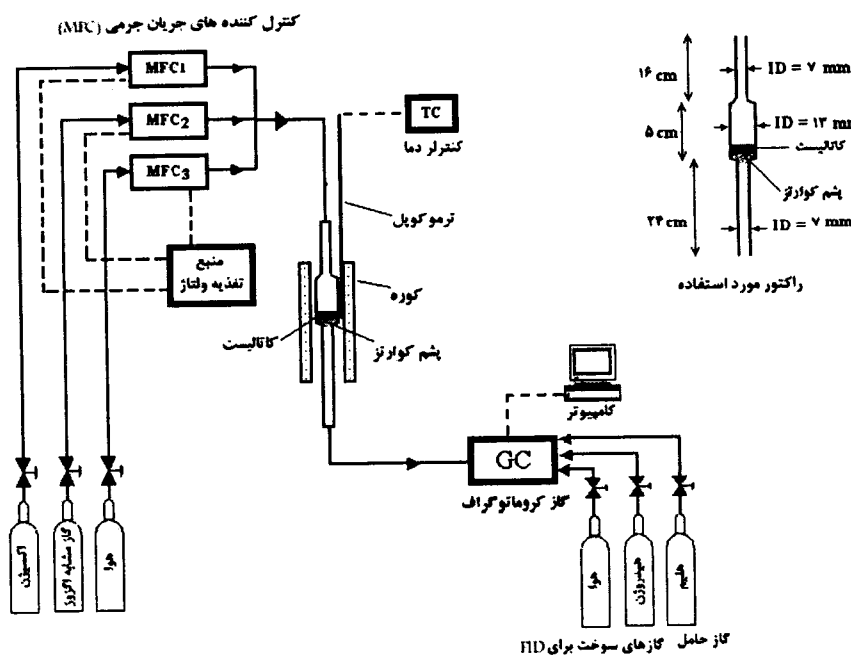 کنترل کننده های جریان جرمی (MFC)
MFC1
MFC2
MFC3
منبع
تغذیه ولتاژ
TC
کنترلر دما
ترموکوپل
کوره
کاتالیست
پشم کوارتز
۱۶ cm
ID = ۷ mm
۵ cm
ID = ۱۳ mm
کاتالیست
پشم کوارتز
۲۴ cm
ID = ۷ mm
راکتور مورد استفاده
کامپیوتر
GC
گاز کروماتوگراف
اکسیژن
گاز مشابه اگزوز
هوا
هوا
هیدروژن
هلیم
گازهای سوخت برای FID
گاز حامل